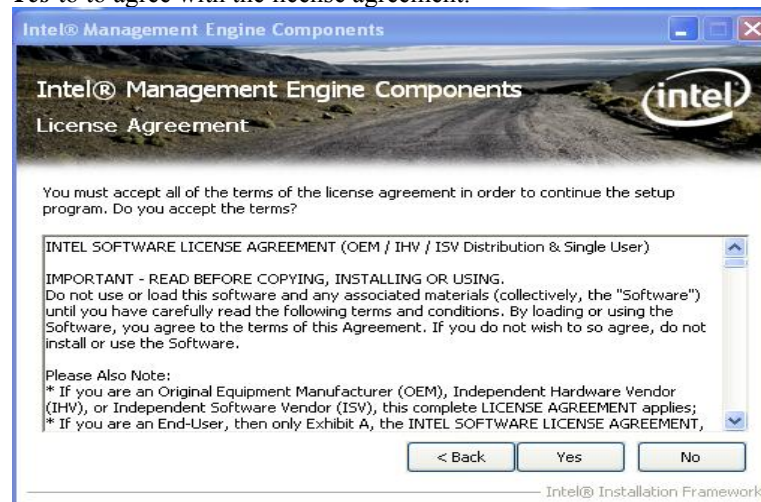 Yes to to agree with the license agreement.
Intel® Management Engine Components
Intel® Management Engine Components
License Agreement
intel
You must accept all of the terms of the license agreement in order to continue the setup
program. Do you accept the terms?
INTEL SOFTWARE LICENSE AGREEMENT (OEM / IHV / ISV Distribution & Single User)
IMPORTANT - READ BEFORE COPYING, INSTALLING OR USING.
Do not use or load this software and any associated materials (collectively, the "Software")
until you have carefully read the following terms and conditions. By loading or using the
Software, you agree to the terms of this Agreement. If you do not wish to so agree, do not
install or use the Software.
Please Also Note:
* If you are an Original Equipment Manufacturer (OEM), Independent Hardware Vendor
(IHV), or Independent Software Vendor (ISV), this complete LICENSE AGREEMENT applies;
* If you are an End-User, then only Exhibit A, the INTEL SOFTWARE LICENSE AGREEMENT,
< Back
Yes
No
Intel® Installation Framework